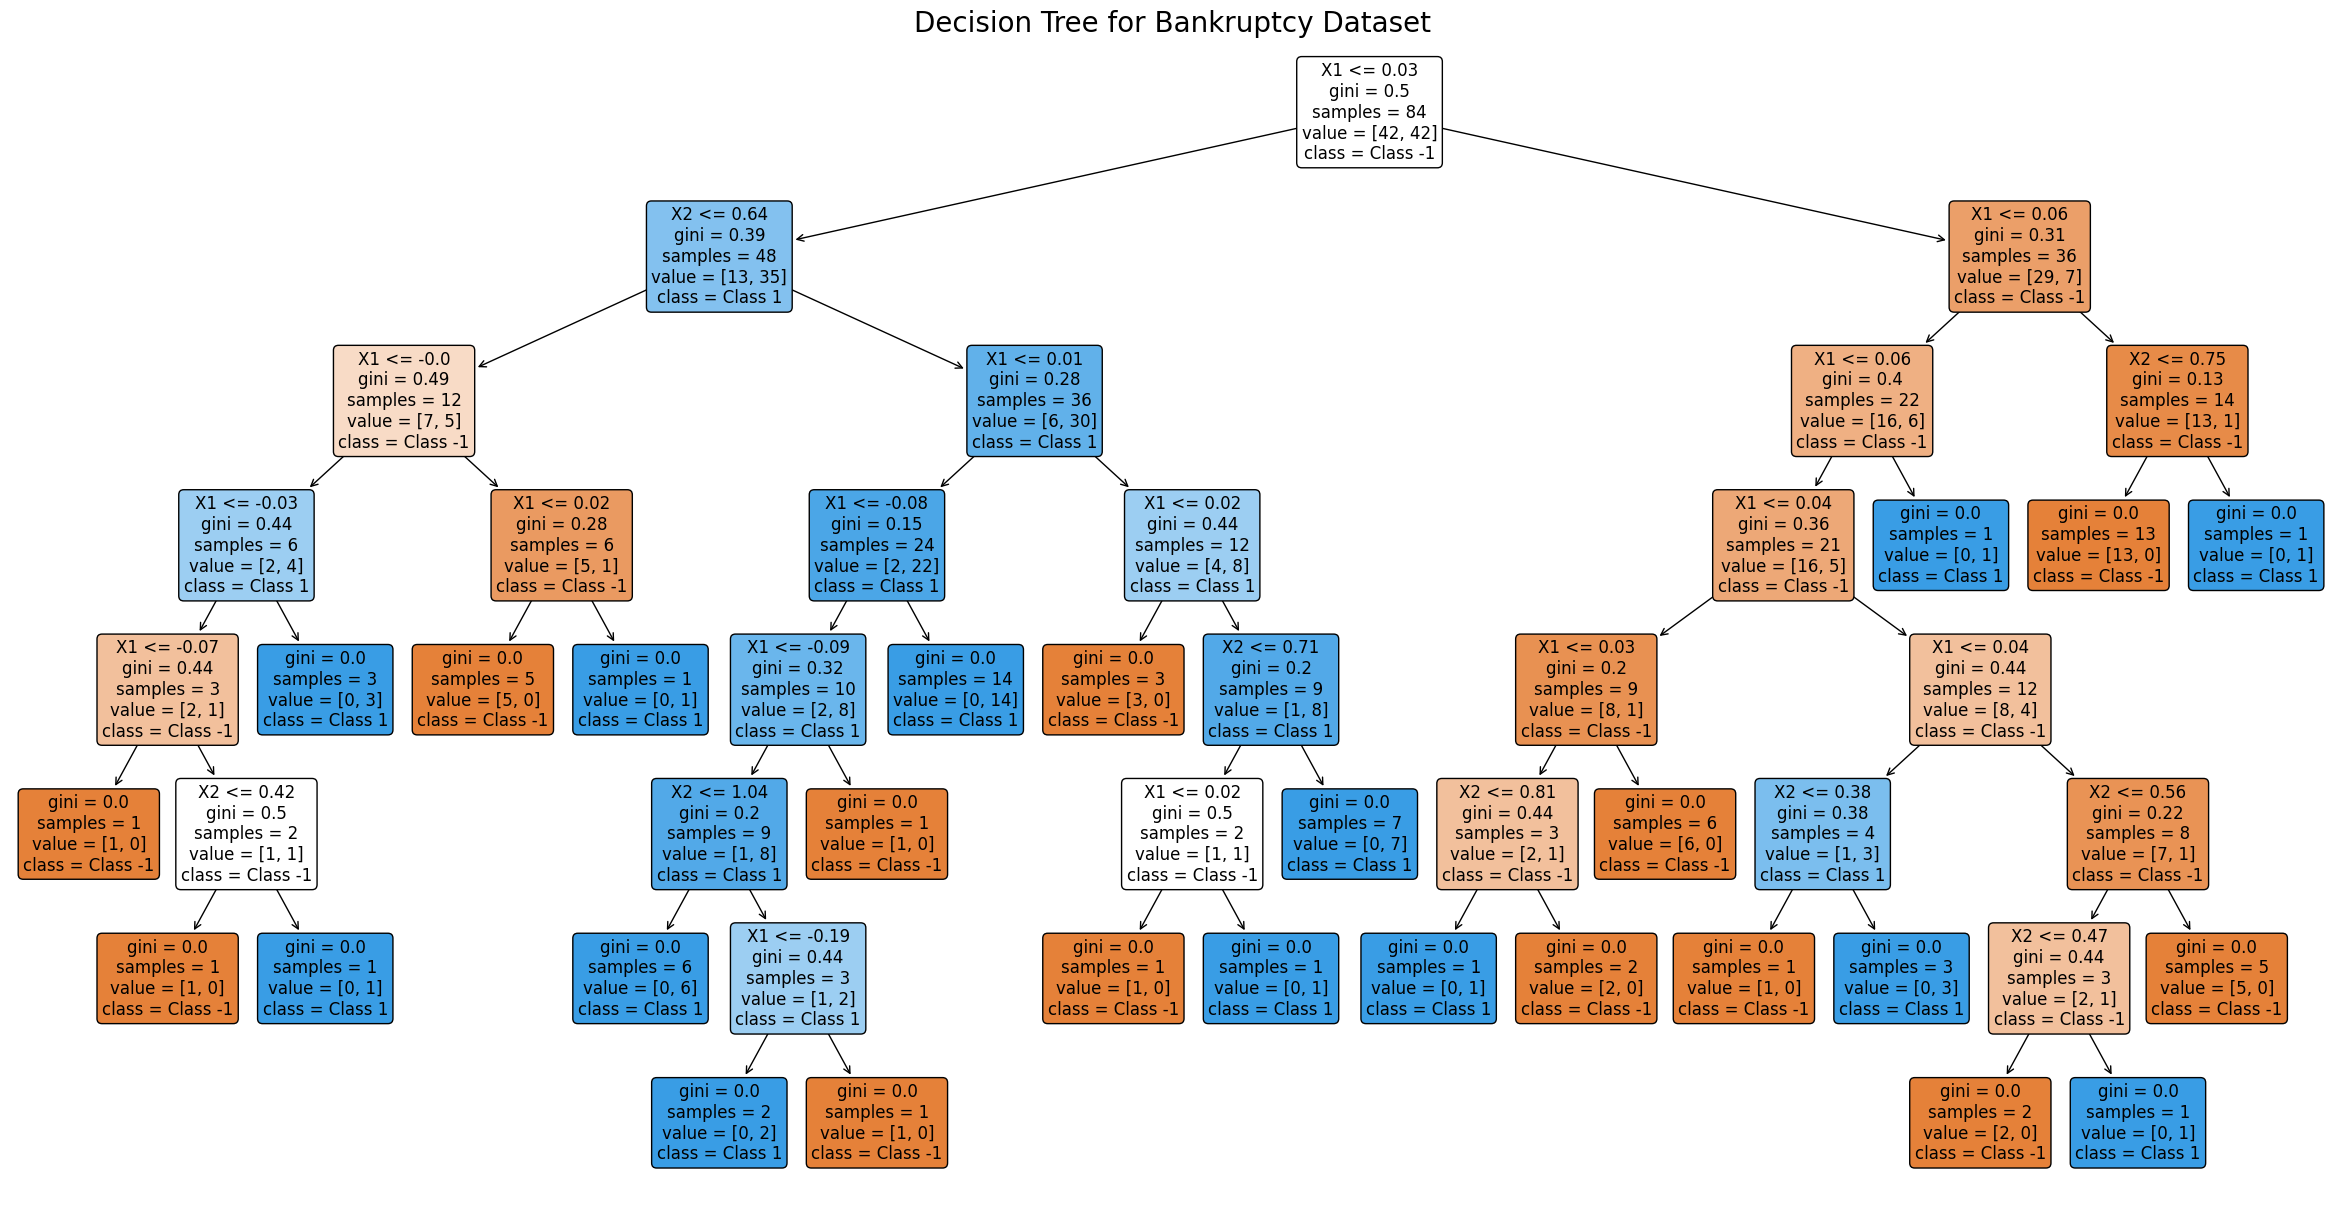 Decision Tree for Bankruptcy Dataset
X1 <= 0.03
gini = 0.5
samples = 84
value = [42, 42]
class = Class -1
X2 <= 0.64
gini = 0.39
samples = 48
value = [13, 35]
class = Class 1
X1 <= 0.06
gini = 0.31
samples = 36
value = [29, 7]
class = Class -1
X1 <= -0.0
gini = 0.49
samples = 12
value = [7, 5]
class = Class -1
X1 <= 0.01
gini = 0.28
samples = 36
value = [6, 30]
class = Class 1
X1 <= 0.06
gini = 0.4
samples = 22
value = [16, 6]
class = Class -1
X2 <= 0.75
gini = 0.13
samples = 14
value = [13, 1]
class = Class -1
X1 <= -0.03
gini = 0.44
samples = 6
value = [2, 4]
class = Class 1
X1 <= 0.02
gini = 0.28
samples = 6
value = [5, 1]
class = Class -1
X1 <= -0.08
gini = 0.15
samples = 24
value = [2, 22]
class = Class 1
X1 <= 0.02
gini = 0.44
samples = 12
value = [4, 8]
class = Class 1
X1 <= 0.04
gini = 0.36
samples = 21
value = [16, 5]
class = Class -1
gini = 0.0
samples = 1
value = [0, 1]
class = Class 1
gini = 0.0
samples = 13
value = [13, 0]
class = Class -1
gini = 0.0
samples = 1
value = [0, 1]
class = Class 1
X1 <= -0.07
gini = 0.44
samples = 3
value = [2, 1]
class = Class -1
gini = 0.0
samples = 3
value = [0, 3]
class = Class 1
gini = 0.0
samples = 5
value = [5, 0]
class = Class -1
gini = 0.0
samples = 1
value = [0, 1]
class = Class 1
X1 <= -0.09
gini = 0.32
samples = 10
value = [2, 8]
class = Class 1
gini = 0.0
samples = 14
value = [0, 14]
class = Class 1
gini = 0.0
samples = 3
value = [3, 0]
class = Class -1
X2 <= 0.71
gini = 0.2
samples = 9
value = [1, 8]
class = Class 1
X1 <= 0.03
gini = 0.2
samples = 9
value = [8, 1]
class = Class -1
X1 <= 0.04
gini = 0.44
samples = 12
value = [8, 4]
class = Class -1
gini = 0.0
samples = 1
value = [1, 0]
class = Class -1
X2 <= 0.42
gini = 0.5
samples = 2
value = [1, 1]
class = Class -1
X2 <= 1.04
gini = 0.2
samples = 9
value = [1, 8]
class = Class 1
gini = 0.0
samples = 1
value = [1, 0]
class = Class -1
X1 <= 0.02
gini = 0.5
samples = 2
value = [1, 1]
class = Class -1
gini = 0.0
samples = 7
value = [0, 7]
class = Class 1
X2 <= 0.81
gini = 0.44
samples = 3
value = [2, 1]
class = Class -1
gini = 0.0
samples = 6
value = [6, 0]
class = Class -1
X2 <= 0.38
gini = 0.38
samples = 4
value = [1, 3]
class = Class 1
X2 <= 0.56
gini = 0.22
samples = 8
value = [7, 1]
class = Class -1
gini = 0.0
samples = 1
value = [1, 0]
class = Class -1
gini = 0.0
samples = 1
value = [0, 1]
class = Class 1
gini = 0.0
samples = 6
value = [0, 6]
class = Class 1
X1 <= -0.19
gini = 0.44
samples = 3
value = [1, 2]
class = Class 1
gini = 0.0
samples = 1
value = [1, 0]
class = Class -1
gini = 0.0
samples = 1
value = [0, 1]
class = Class 1
gini = 0.0
samples = 1
value = [0, 1]
class = Class 1
gini = 0.0
samples = 2
value = [2, 0]
class = Class -1
gini = 0.0
samples = 1
value = [1, 0]
class = Class -1
gini = 0.0
samples = 3
value = [0, 3]
class = Class 1
X2 <= 0.47
gini = 0.44
samples = 3
value = [2, 1]
class = Class -1
gini = 0.0
samples = 5
value = [5, 0]
class = Class -1
gini = 0.0
samples = 2
value = [0, 2]
class = Class 1
gini = 0.0
samples = 1
value = [1, 0]
class = Class -1
gini = 0.0
samples = 2
value = [2, 0]
class = Class -1
gini = 0.0
samples = 1
value = [0, 1]
class = Class 1